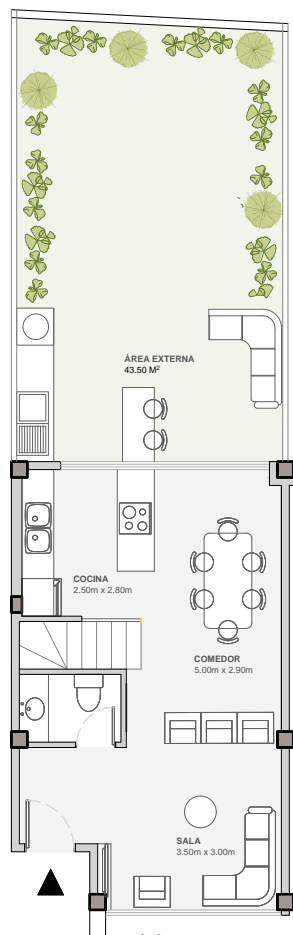 ÁREA EXTERNA
43.50 M²
COCINA
2.50m x 2.80m
COMEDOR
5.00m x 2.90m
SALA
3.50m x 3.00m